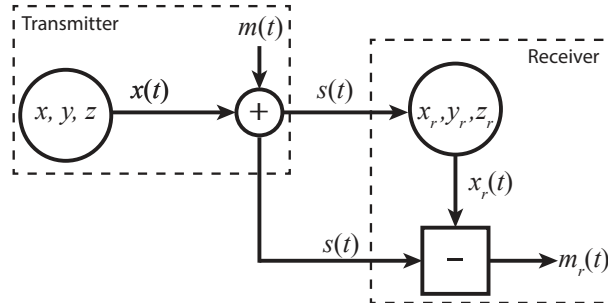 Transmitter
m(t)
Receiver
x, y, z
x(t)
+
s(t)
x_r, y_r, z_r
x_r(t)
s(t)
−
m_r(t)